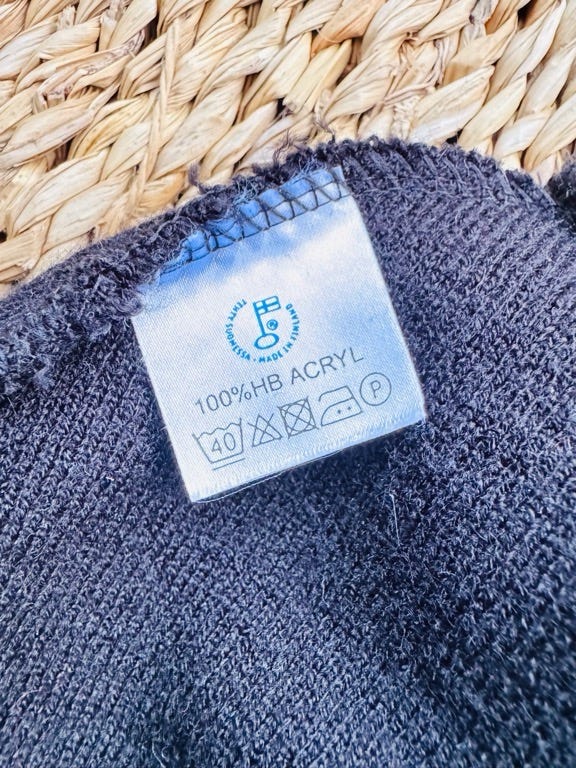 TEHTY SUOMESSA · MADE IN FINLAND
®
100%HB ACRYL
40 P